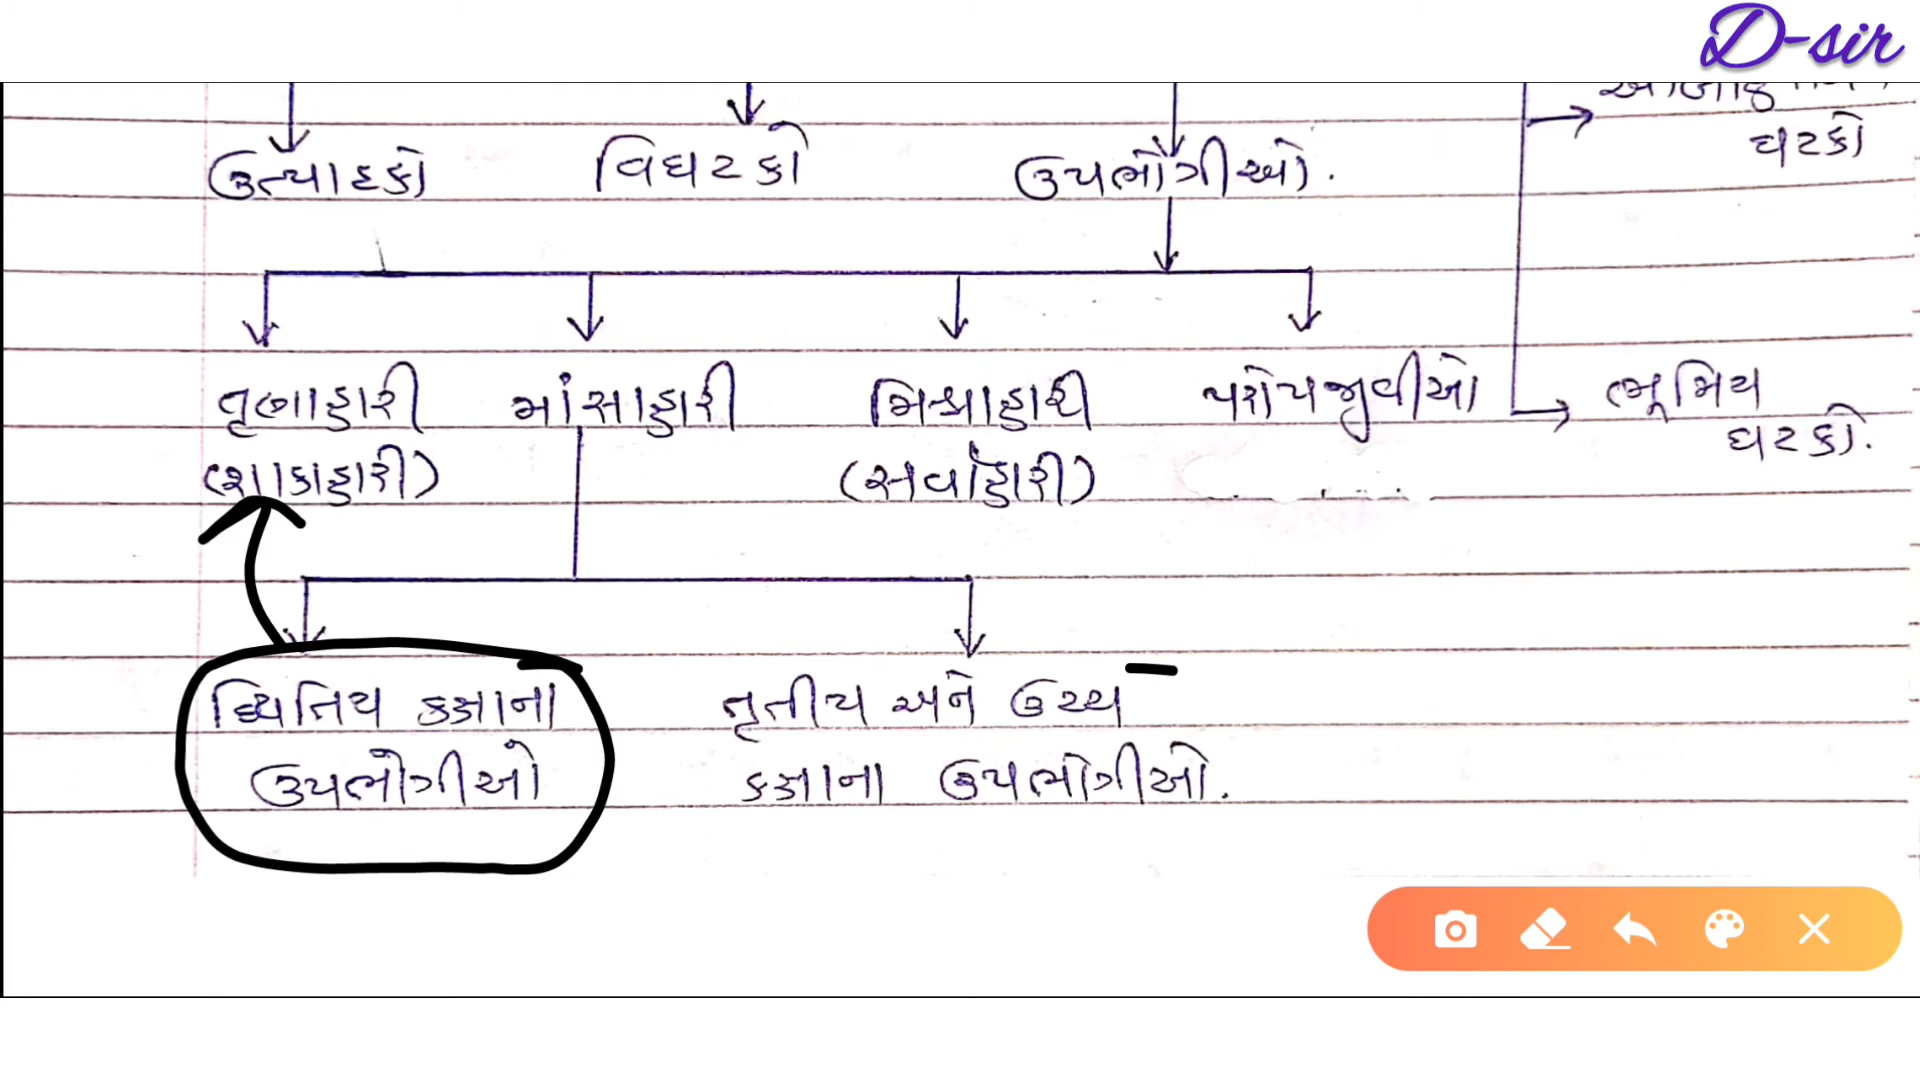 D-sir
ઘટકો
ઉત્પાદકો વિઘટકો ઉપભોગીઓ.
તૃણાહારી માંસાહારી મિશ્રાહારી પરોપજીવીઓ ભૂમિય
ઘટકો.
(શાકાહારી) (સર્વાહારી)
દ્વિતિય કક્ષાના તૃતીય અને ઉચ્ચ
ઉપભોગીઓ કક્ષાના ઉપભોગીઓ.